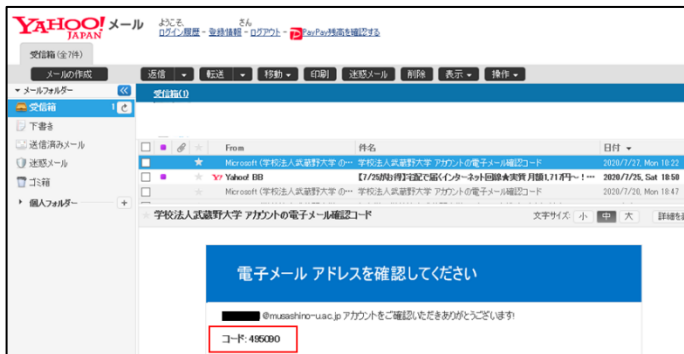 YAHOO! メール
JAPAN
ようこそ、 さん
ログイン履歴 - 登録情報 - ログアウト - PayPay残高を確認する
受信箱(全7件)
メールの作成 返信 転送 移動 印刷 迷惑メール 削除 表示 操作
メールフォルダー
受信箱(1)
受信箱 1
下書き
送信済みメール
迷惑メール
ゴミ箱
個人フォルダー +
From 件名 日付
Microsoft (学校法人武蔵野大学 の… 学校法人武蔵野大学 アカウントの電子メール確認コード 2020/7/27, Mon 18:22
Y! Yahoo! BB 【7/25がお得】宅配で届くインターネット回線★実質月額1,717円~!… 2020/7/25, Sat 18:50
Microsoft (学校法人武蔵野大学 の… 学校法人武蔵野大学 アカウントの電子メール確認コード 2020/7/20, Mon 18:47
学校法人武蔵野大学 アカウントの電子メール確認コード 文字サイズ 小 中 大 詳細を
電子メール アドレスを確認してください
@musashino-u.ac.jp アカウントをご確認いただきありがとうございます!
コード: 495090